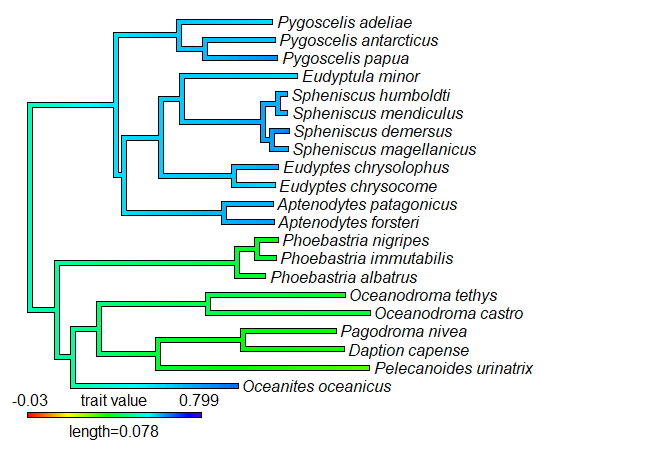 Pygoscelis adeliae
Pygoscelis antarcticus
Pygoscelis papua
Eudyptula minor
Spheniscus humboldti
Spheniscus mendiculus
Spheniscus demersus
Spheniscus magellanicus
Eudyptes chrysolophus
Eudyptes chrysocome
Aptenodytes patagonicus
Aptenodytes forsteri
Phoebastria nigripes
Phoebastria immutabilis
Phoebastria albatrus
Oceanodroma tethys
Oceanodroma castro
Pagodroma nivea
Daption capense
Pelecanoides urinatrix
Oceanites oceanicus
-0.03 trait value 0.799
length=0.078